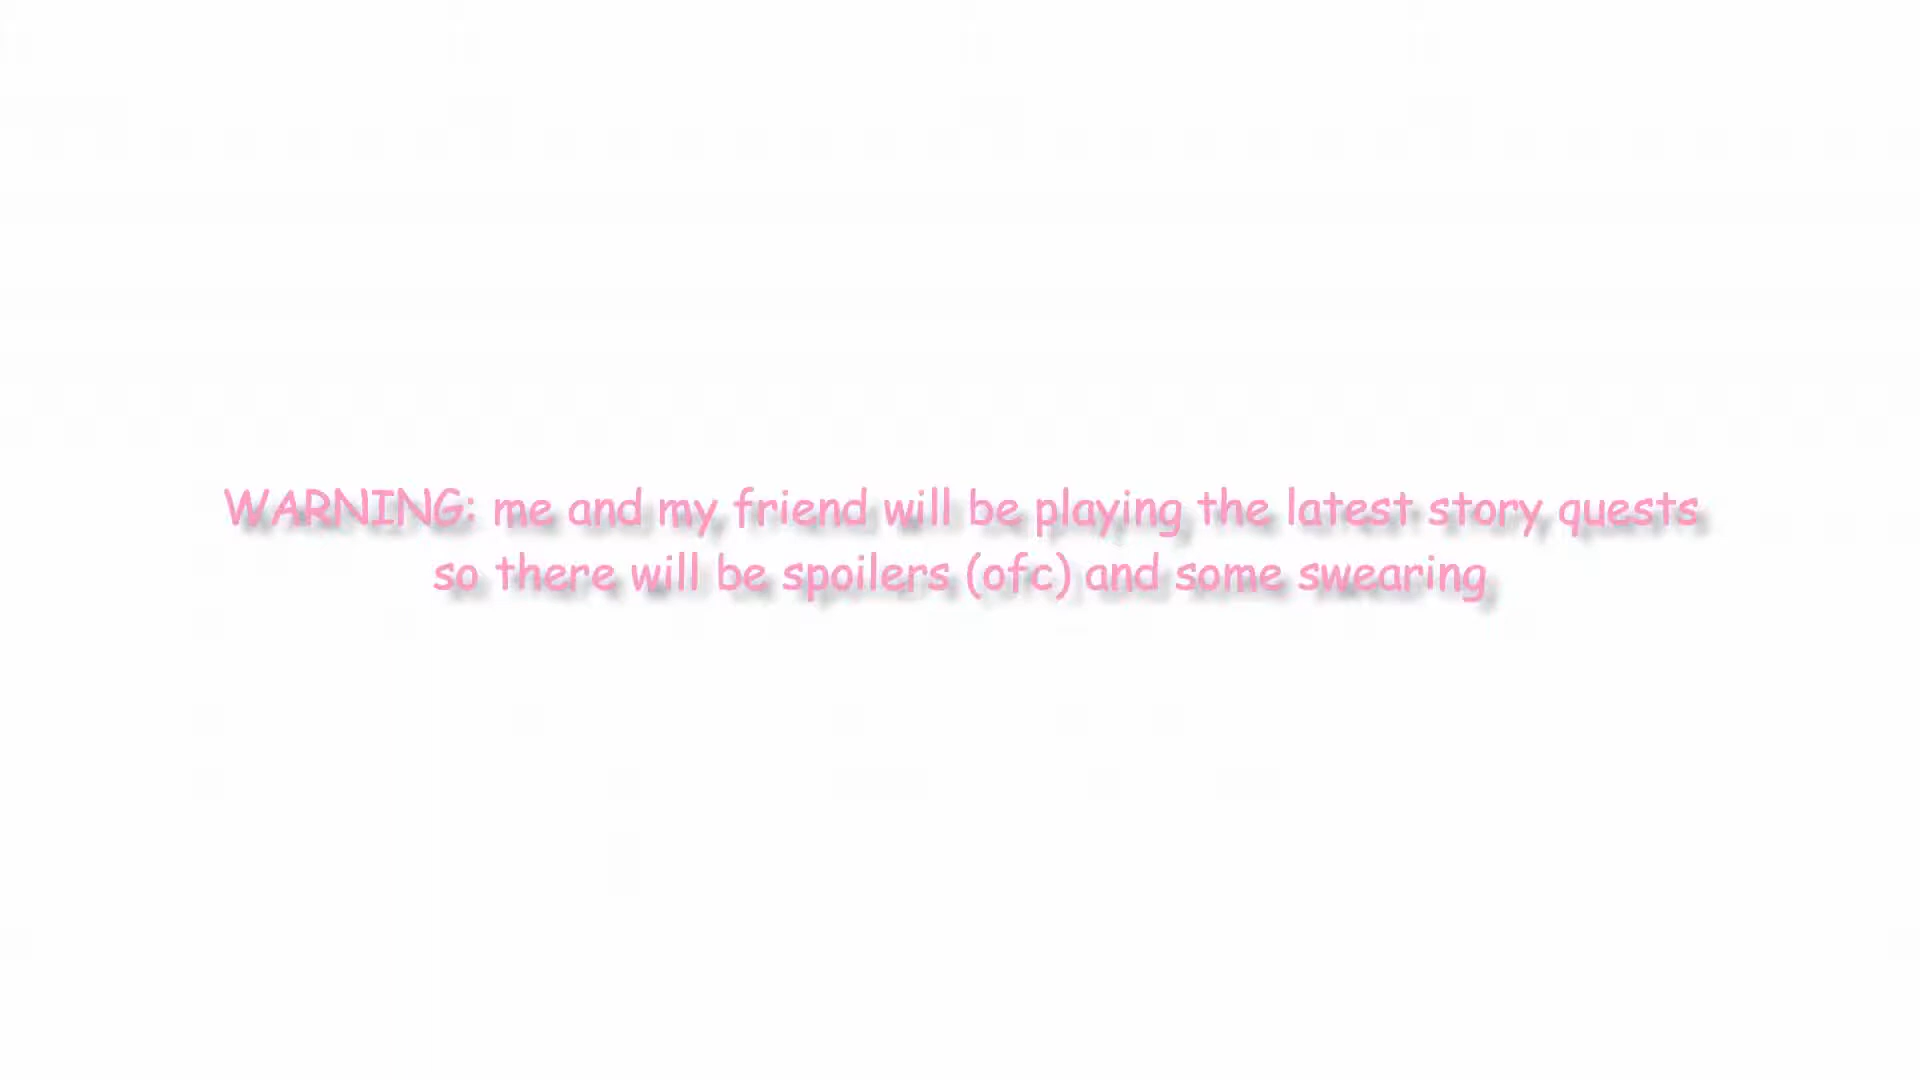 WARNING: me and my friend will be playing the latest story quests
so there will be spoilers (ofc) and some swearing